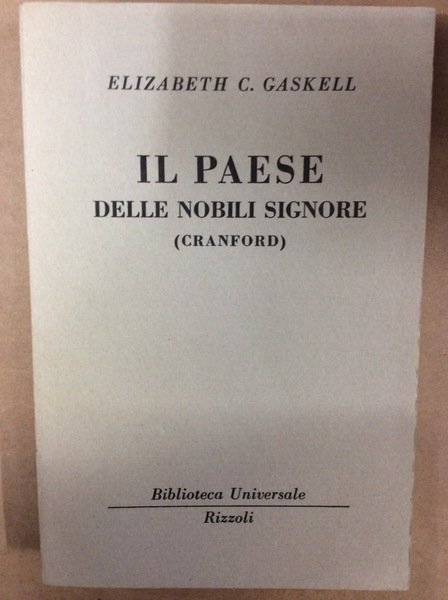 ELIZABETH C. GASKELL
IL PAESE
DELLE NOBILI SIGNORE
(CRANFORD)
Biblioteca Universale
Rizzoli